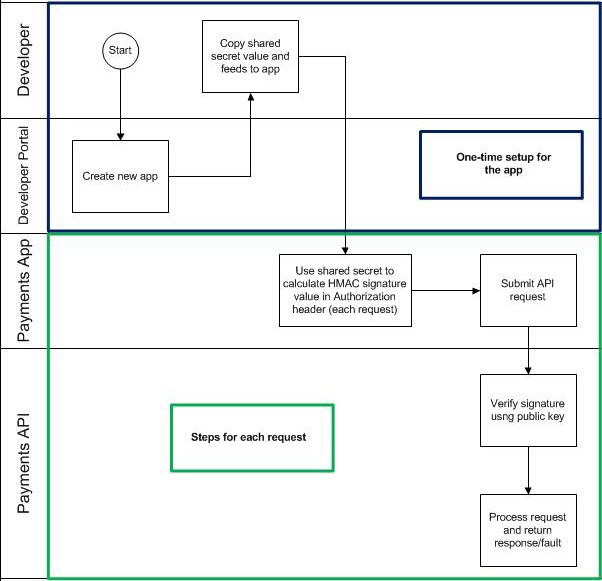 Developer
Start
Copy shared
secret value and
feeds to app
Developer Portal
Create new app
One-time setup for
the app
Payments App
Use shared secret to
calculate HMAC signature
value in Authorization
header (each request)
Submit API
request
Payments API
Steps for each request
Verify signature
usng public key
Process request
and return
response/fault